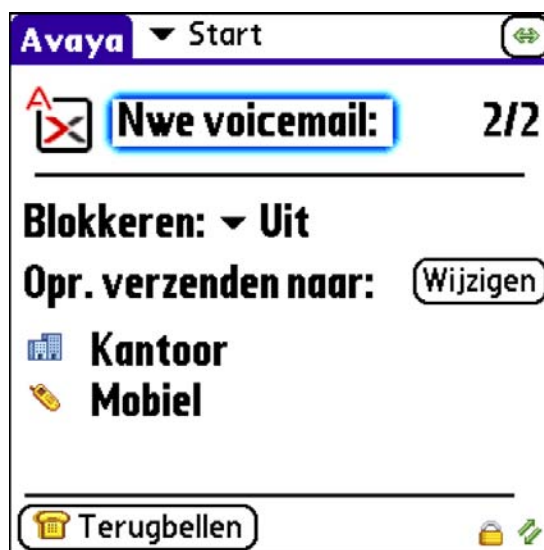 Avaya Start
Nwe voicemail: 2/2
Blokkeren: Uit
Opr. verzenden naar: Wijzigen
Kantoor
Mobiel
Terugbellen